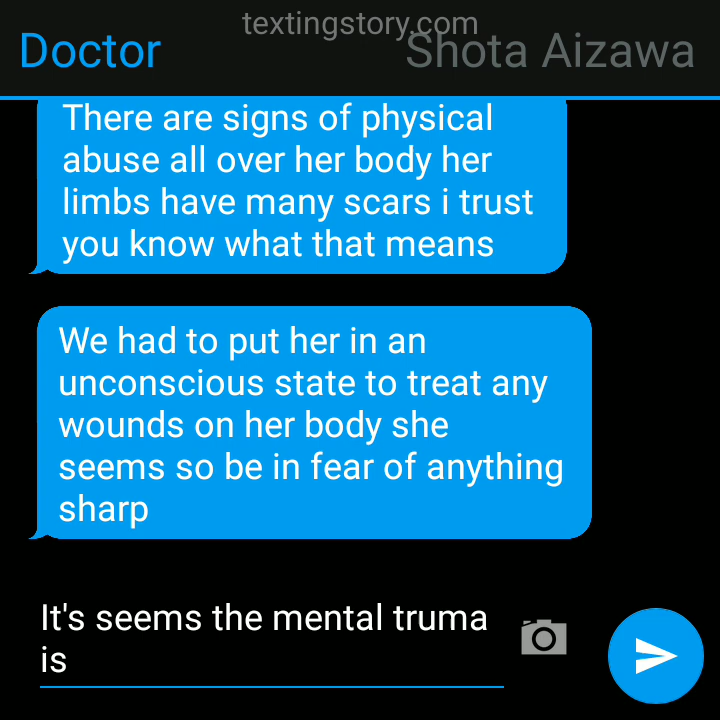 textingstory.com
Doctor
Shota Aizawa
There are signs of physical
abuse all over her body her
limbs have many scars i trust
you know what that means
We had to put her in an
unconscious state to treat any
wounds on her body she
seems so be in fear of anything
sharp
It's seems the mental truma
is